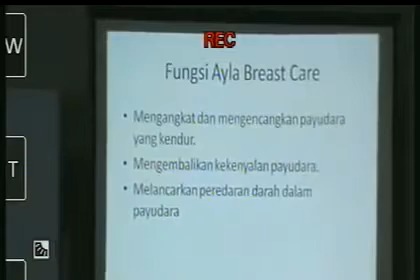 REC
W
T
Fungsi Ayla Breast Care
• Mengangkat dan mengencangkan payudara
yang kendur.
• Mengembalikan kekenyalan payudara.
• Melancarkan peredaran darah dalam
payudara